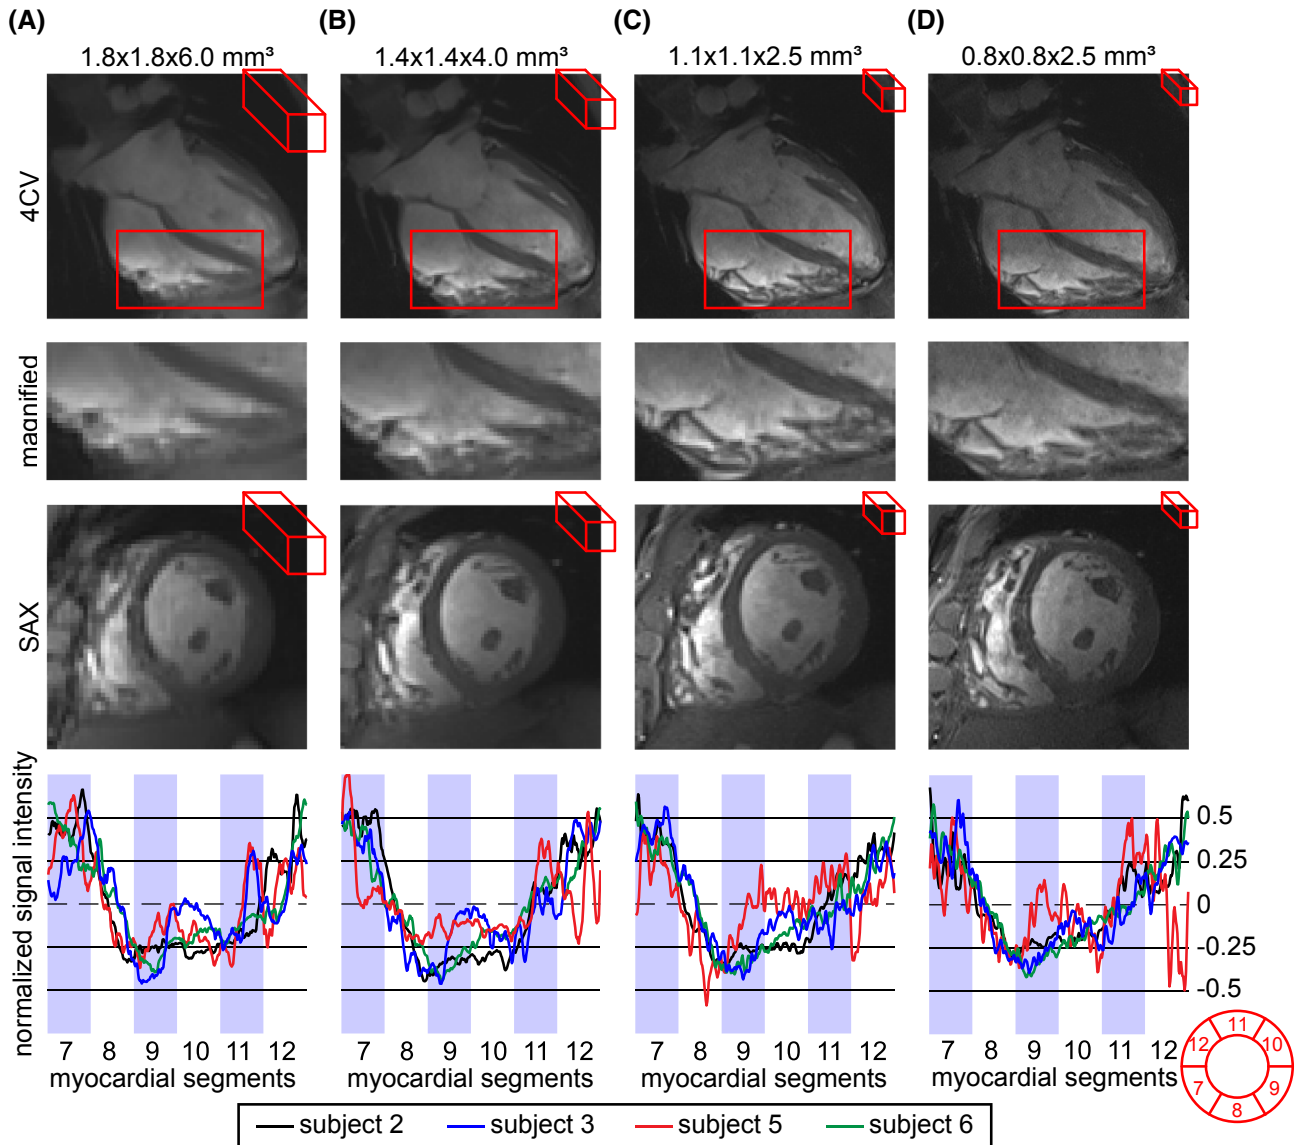 (A) (B) (C) (D)
1.8x1.8x6.0 mm³ 1.4x1.4x4.0 mm³ 1.1x1.1x2.5 mm³ 0.8x0.8x2.5 mm³
4CV
magnified
SAX
normalized signal intensity
0.5
0.25
0
-0.25
-0.5
7 8 9 10 11 12 7 8 9 10 11 12 7 8 9 10 11 12 7 8 9 10 11 12
myocardial segments myocardial segments myocardial segments myocardial segments
11
12 10
7 9
8
subject 2 subject 3 subject 5 subject 6